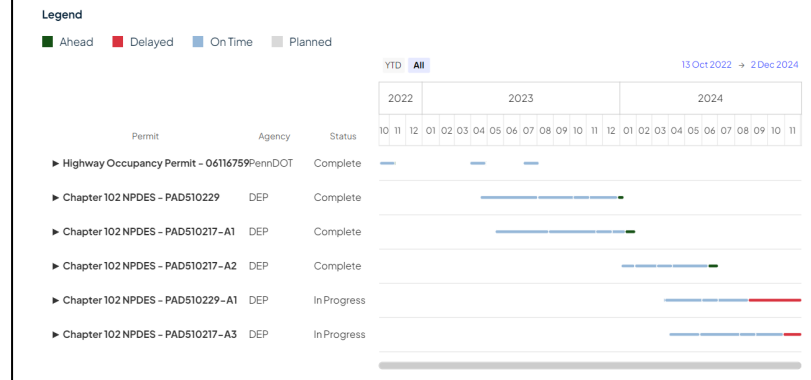 Legend
Ahead Delayed On Time Planned
YTD All 13 Oct 2022 → 2 Dec 2024
2022 2023 2024
Permit Agency Status 10 11 12 01 02 03 04 05 06 07 08 09 10 11 12 01 02 03 04 05 06 07 08 09 10 11
▶ Highway Occupancy Permit - 06116759 PennDOT Complete
▶ Chapter 102 NPDES - PAD510229 DEP Complete
▶ Chapter 102 NPDES - PAD510217-A1 DEP Complete
▶ Chapter 102 NPDES - PAD510217-A2 DEP Complete
▶ Chapter 102 NPDES - PAD510229-A1 DEP In Progress
▶ Chapter 102 NPDES - PAD510217-A3 DEP In Progress